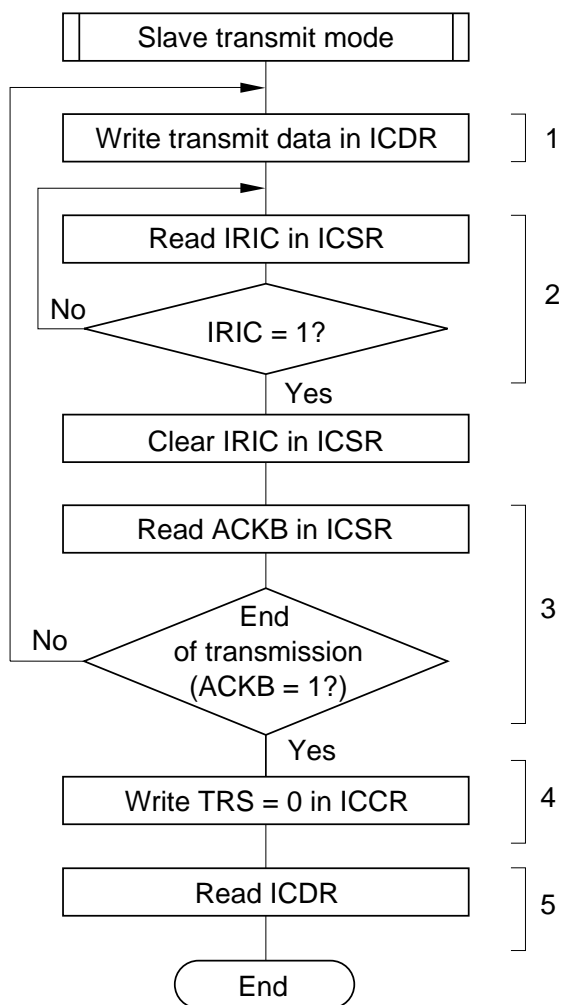 Slave transmit mode
Write transmit data in ICDR
1
Read IRIC in ICSR
2
No
IRIC = 1?
Yes
Clear IRIC in ICSR
Read ACKB in ICSR
3
End
No
of transmission
(ACKB = 1?)
Yes
Write TRS = 0 in ICCR
4
Read ICDR
5
End